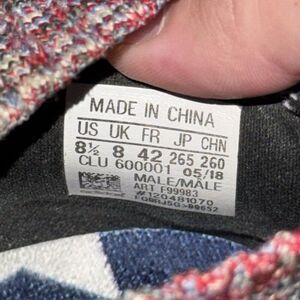 MADE IN CHINA
US UK FR JP CHN
8½ 8 42 265 260
CLU 600001 05/18
MALE/MALE
ART F99983
#120481070